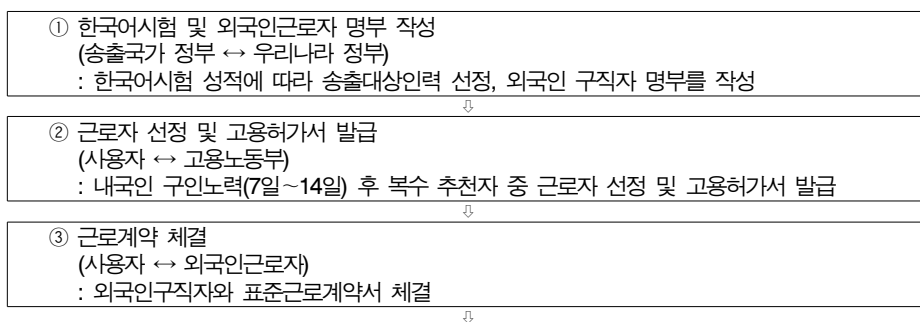 ① 한국어시험 및 외국인근로자 명부 작성
(송출국가 정부 ↔ 우리나라 정부)
: 한국어시험 성적에 따라 송출대상인력 선정, 외국인 구직자 명부를 작성
⇩
② 근로자 선정 및 고용허가서 발급
(사용자 ↔ 고용노동부)
: 내국인 구인노력(7일~14일) 후 복수 추천자 중 근로자 선정 및 고용허가서 발급
⇩
③ 근로계약 체결
(사용자 ↔ 외국인근로자)
: 외국인구직자와 표준근로계약서 체결
⇩